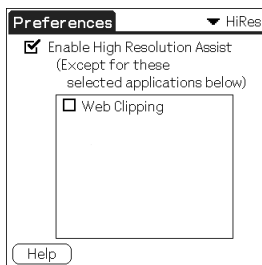 Preferences HiRes
Enable High Resolution Assist
(Except for these
selected applications below)
Web Clipping
Help